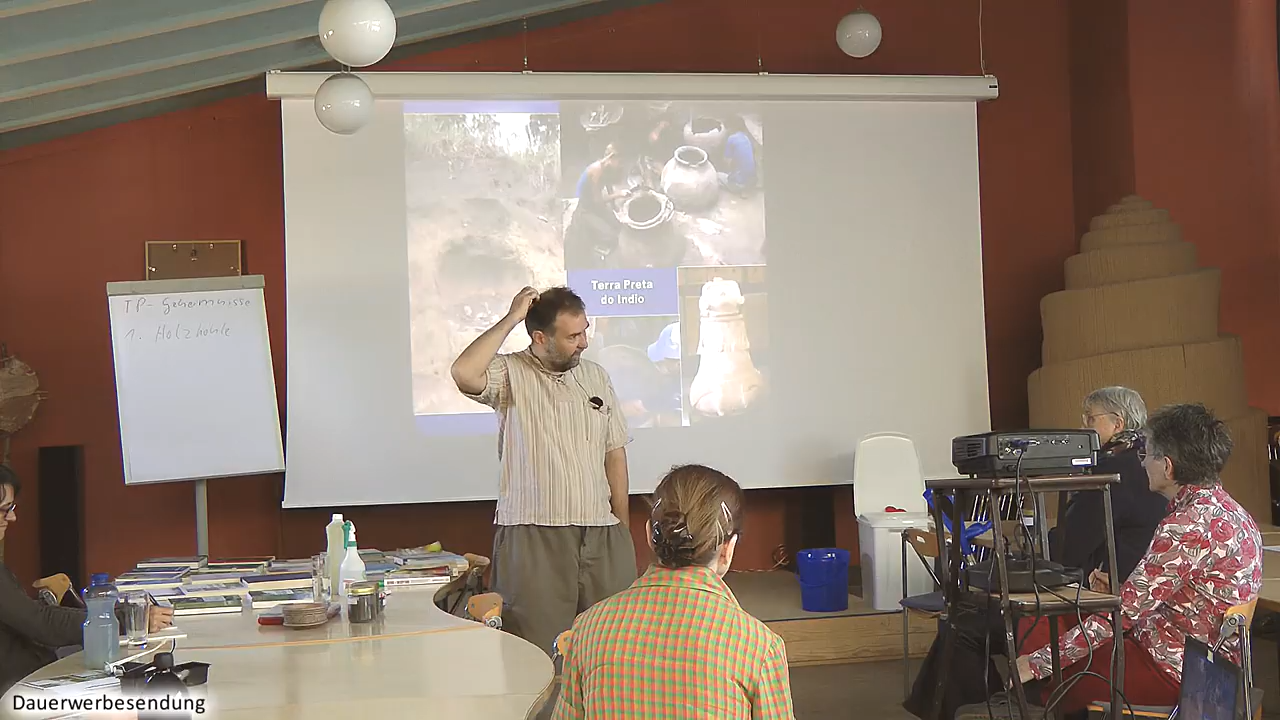 TP- Geheimnisse
1. Holzkohle
Terra Preta
do Indio
Dauerwerbesendung